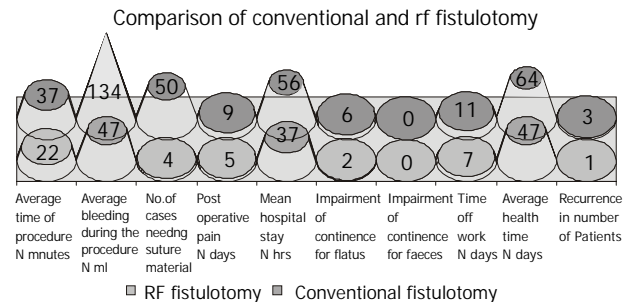 Comparison of conventional and rf fistulotomy
37 134 50 9 56 6 0 11 64 3
22 47 4 5 37 2 0 7 47 1
Average time of procedure N mnutes
Average bleeding during the procedure N ml
No.of cases needng suture material
Post operative pain N days
Mean hospital stay N hrs
Impairment of continence for flatus
Impairment of continence for faeces
Time off work N days
Average health time N days
Recurrence in number of Patients
RF fistulotomy Conventional fistulotomy